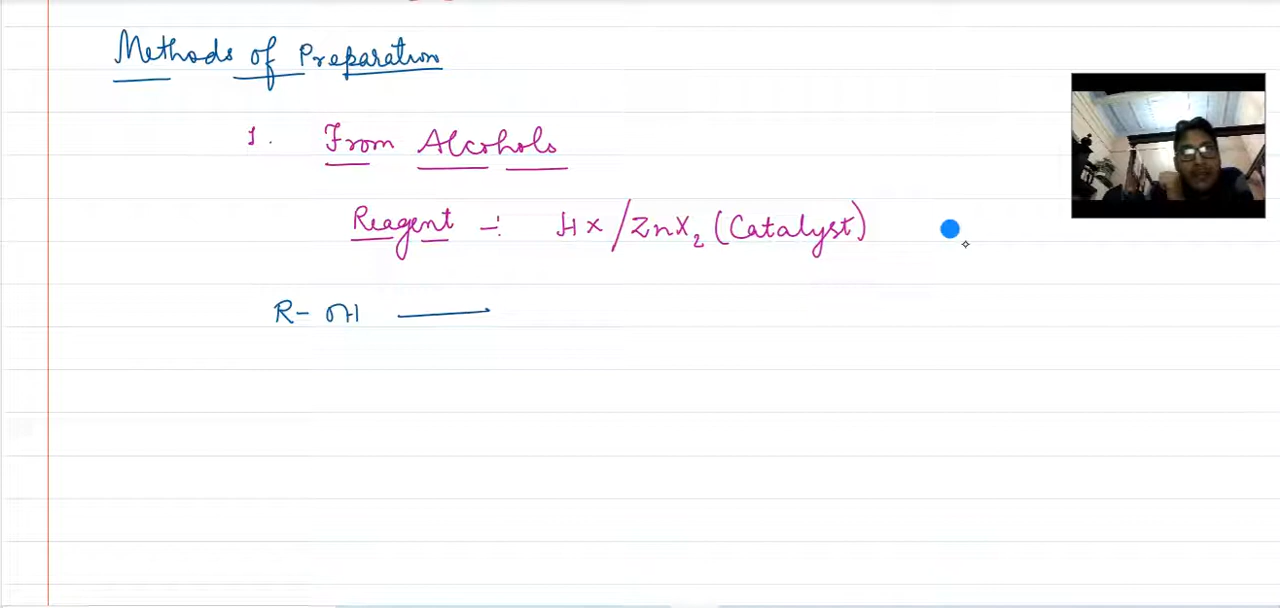 Methods of Preparation
1. From Alcohols
Reagent -: HX/ZnX₂(Catalyst)
R-OH ⟶